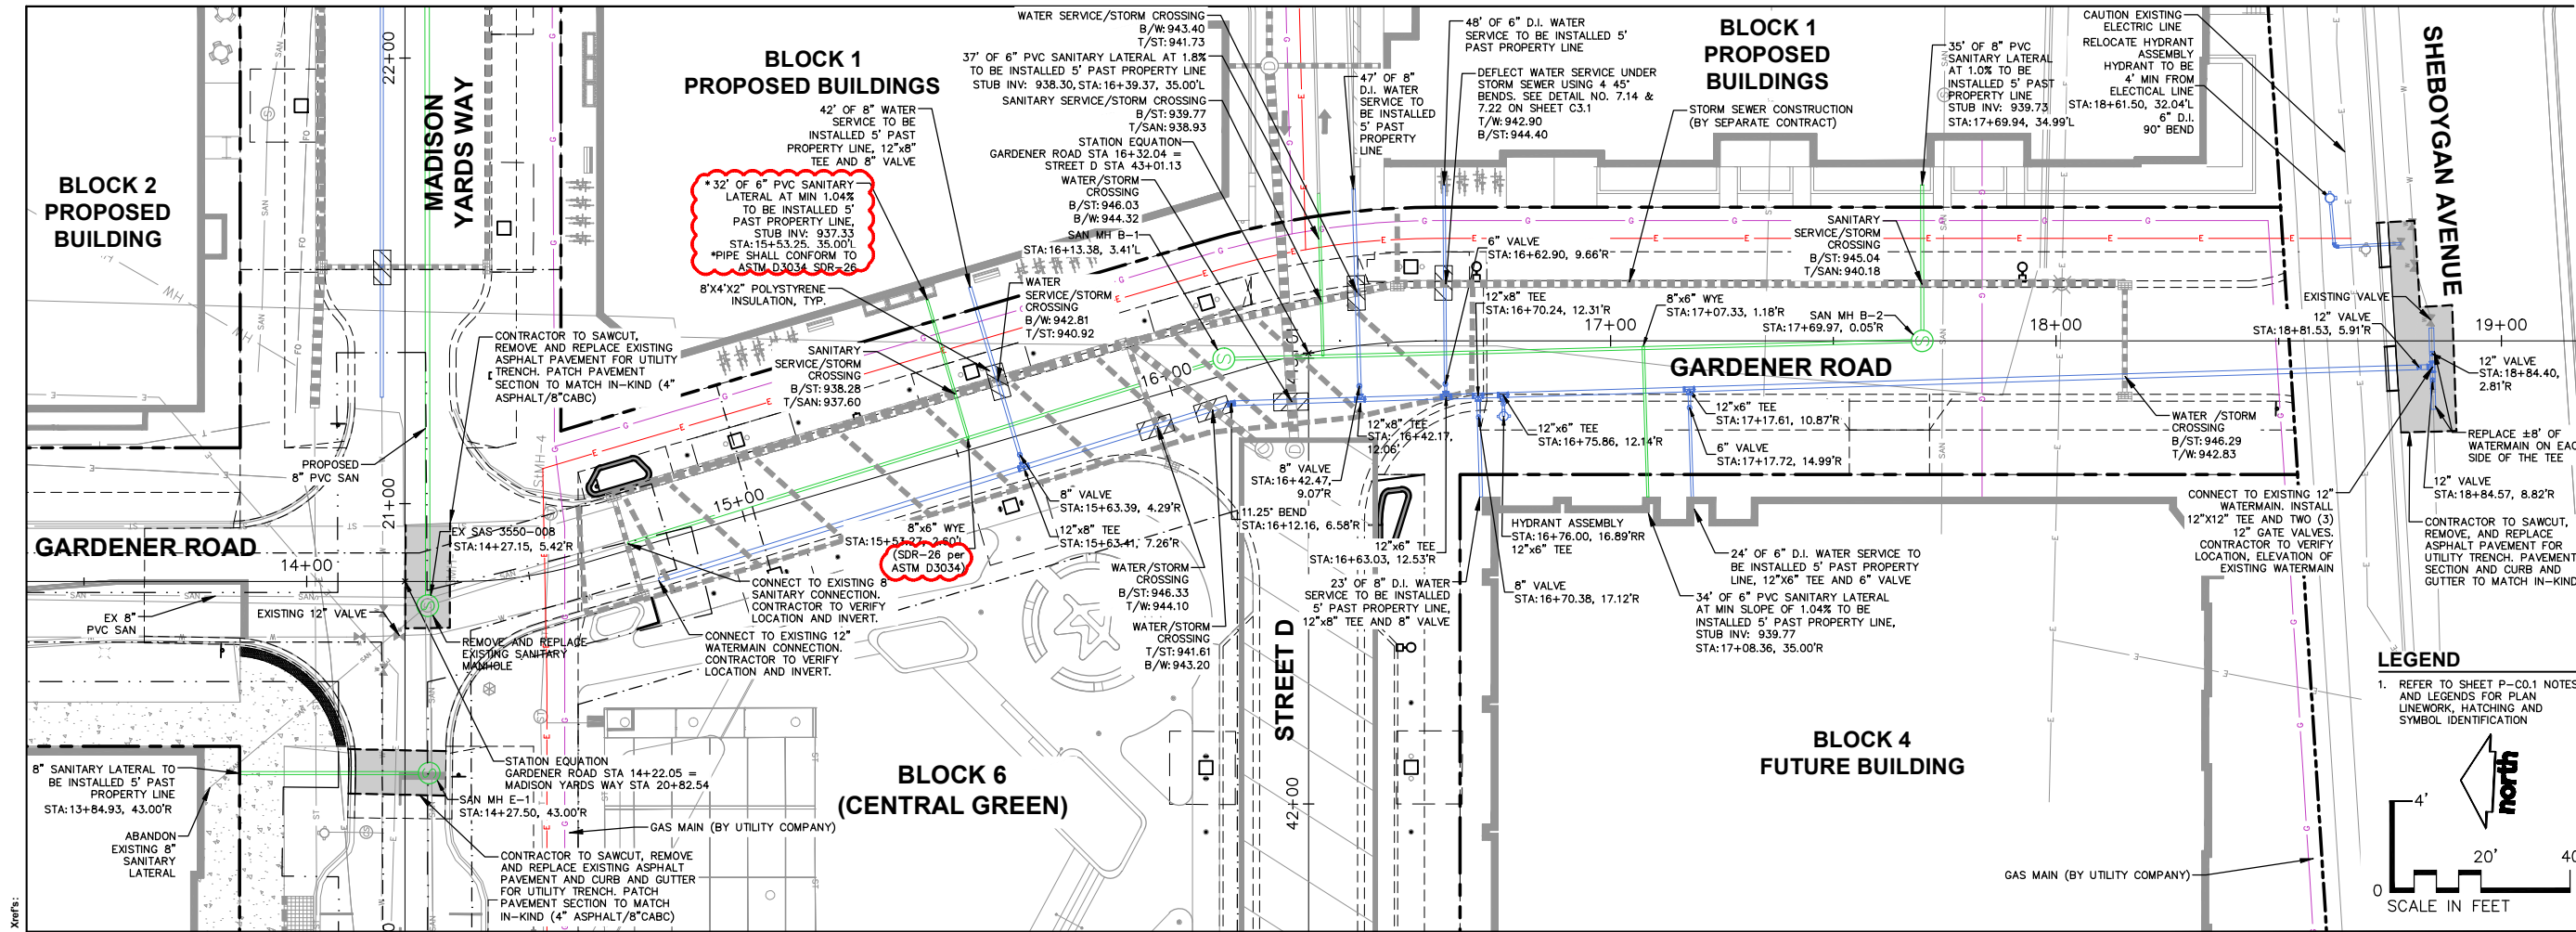 BLOCK 2
PROPOSED
BUILDING
MADISON
YARDS WAY
22+00
21+00
BLOCK 1
PROPOSED BUILDINGS
42' OF 8" WATER
SERVICE TO BE
INSTALLED 5' PAST
PROPERTY LINE, 12"x8"
TEE AND 8" VALVE
*32' OF 6" PVC SANITARY
LATERAL AT MIN 1.04%
TO BE INSTALLED 5'
PAST PROPERTY LINE,
STUB INV: 937.33
STA:15+53.25, 35.00'L
*PIPE SHALL CONFORM TO
ASTM D3034 SDR-26
8'X4'X2" POLYSTYRENE
INSULATION, TYP.
WATER SERVICE/STORM CROSSING
B/W: 943.40
T/ST: 941.73
37' OF 6" PVC SANITARY LATERAL AT 1.8%
TO BE INSTALLED 5' PAST PROPERTY LINE
STUB INV: 938.30, STA:16+39.37, 35.00'L
SANITARY SERVICE/STORM CROSSING
B/ST: 939.77
T/SAN: 938.93
STATION EQUATION
GARDENER ROAD STA 16+32.04 =
STREET D STA 43+01.13
WATER/STORM
CROSSING
B/ST: 946.03
B/W: 944.32
SAN MH B-1
STA:16+13.38, 3.41'L
WATER
SERVICE/STORM
CROSSING
B/W: 942.81
T/ST: 940.92
SANITARY
SERVICE/STORM
CROSSING
B/ST: 938.28
T/SAN: 937.60
48' OF 6" D.I. WATER
SERVICE TO BE INSTALLED 5'
PAST PROPERTY LINE
47' OF 8"
D.I. WATER
SERVICE TO
BE INSTALLED
5' PAST
PROPERTY
LINE
DEFLECT WATER SERVICE UNDER
STORM SEWER USING 4 45°
BENDS. SEE DETAIL NO. 7.14 &
7.22 ON SHEET C3.1
T/W: 942.90
B/ST: 944.40
BLOCK 1
PROPOSED
BUILDINGS
STORM SEWER CONSTRUCTION
(BY SEPARATE CONTRACT)
35' OF 8" PVC
SANITARY LATERAL
AT 1.0% TO BE
INSTALLED 5' PAST
PROPERTY LINE
STUB INV: 939.73
STA:17+69.94, 34.99'L
CAUTION EXISTING
ELECTRIC LINE
RELOCATE HYDRANT
ASSEMBLY
HYDRANT TO BE
4' MIN FROM
ELECTICAL LINE
STA:18+61.50, 32.04'L
6" D.I.
90° BEND
SHEBOYGAN AVENUE
SANITARY
SERVICE/STORM
CROSSING
B/ST: 945.04
T/SAN: 940.18
6" VALVE
STA:16+62.90, 9.66'R
12"x8" TEE
STA:16+70.24, 12.31'R
17+00
8"x6" WYE
STA:17+07.33, 1.18'R
SAN MH B-2
STA:17+69.97, 0.05'R
18+00
EXISTING VALVE
12" VALVE
STA:18+81.53, 5.91'R
19+00
12" VALVE
STA:18+84.40,
2.81'R
CONTRACTOR TO SAWCUT,
REMOVE AND REPLACE EXISTING
ASPHALT PAVEMENT FOR UTILITY
TRENCH. PATCH PAVEMENT
SECTION TO MATCH IN-KIND (4"
ASPHALT/8"CABC)
PROPOSED
8" PVC SAN
16+00
15+00
GARDENER ROAD
12"x8" TEE
STA: 16+42.17,
12.06'
8" VALVE
STA:16+42.47,
9.07'R
12"x6" TEE
STA:16+75.86, 12.14'R
12"x6" TEE
STA:17+17.61, 10.87'R
6" VALVE
STA:17+17.72, 14.99'R
WATER /STORM
CROSSING
B/ST: 946.29
T/W: 942.83
REPLACE ±8' OF
WATERMAIN ON EAC
SIDE OF THE TEE
12" VALVE
STA:18+84.57, 8.82'R
GARDENER ROAD
14+00
EX SAS 3550-008
STA:14+27.15, 5.42'R
8"x6" WYE
STA:15+53.27, 2.60'L
(SDR-26 per
ASTM D3034)
8" VALVE
STA:15+63.39, 4.29'R
12"x8" TEE
STA:15+63.41, 7.26'R
11.25° BEND
STA:16+12.16, 6.58'R
12"x6" TEE
STA:16+63.03, 12.53'R
HYDRANT ASSEMBLY
STA:16+76.00, 16.89'RR
12"x6" TEE
8" VALVE
STA:16+70.38, 17.12'R
24' OF 6" D.I. WATER SERVICE TO
BE INSTALLED 5' PAST PROPERTY
LINE, 12"X6" TEE AND 6" VALVE
34' OF 6" PVC SANITARY LATERAL
AT MIN SLOPE OF 1.04% TO BE
INSTALLED 5' PAST PROPERTY LINE,
STUB INV: 939.77
STA:17+08.36, 35.00'R
CONNECT TO EXISTING 12"
WATERMAIN. INSTALL
12"X12" TEE AND TWO (3)
12" GATE VALVES.
CONTRACTOR TO VERIFY
LOCATION, ELEVATION OF
EXISTING WATERMAIN
CONTRACTOR TO SAWCUT,
REMOVE, AND REPLACE
ASPHALT PAVEMENT FOR
UTILITY TRENCH. PAVEMENT
SECTION AND CURB AND
GUTTER TO MATCH IN-KIND
EX 8"
PVC SAN
EXISTING 12" VALVE
REMOVE AND REPLACE
EXISTING SANITARY
MANHOLE
CONNECT TO EXISTING 8
SANITARY CONNECTION.
CONTRACTOR TO VERIFY
LOCATION AND INVERT.
CONNECT TO EXISTING 12"
WATERMAIN CONNECTION.
CONTRACTOR TO VERIFY
LOCATION AND INVERT.
WATER/STORM
CROSSING
B/ST: 946.33
T/W: 944.10
WATER/STORM
CROSSING
T/ST: 941.61
B/W: 943.20
23' OF 8" D.I. WATER
SERVICE TO BE INSTALLED
5' PAST PROPERTY LINE,
12"x8" TEE AND 8" VALVE
STREET D
42+00
8" SANITARY LATERAL TO
BE INSTALLED 5' PAST
PROPERTY LINE
STA:13+84.93, 43.00'R
ABANDON
EXISTING 8"
SANITARY
LATERAL
STATION EQUATION
GARDENER ROAD STA 14+22.05 =
MADISON YARDS WAY STA 20+82.54
SAN MH E-1
STA:14+27.50, 43.00'R
GAS MAIN (BY UTILITY COMPANY)
CONTRACTOR TO SAWCUT, REMOVE
AND REPLACE EXISTING ASPHALT
PAVEMENT AND CURB AND GUTTER
FOR UTILITY TRENCH. PATCH
PAVEMENT SECTION TO MATCH
IN-KIND (4" ASPHALT/8"CABC)
BLOCK 6
(CENTRAL GREEN)
BLOCK 4
FUTURE BUILDING
GAS MAIN (BY UTILITY COMPANY)
LEGEND
1. REFER TO SHEET P-C0.1 NOTES
AND LEGENDS FOR PLAN
LINEWORK, HATCHING AND
SYMBOL IDENTIFICATION
north
4'
0
20'
40
SCALE IN FEET
Xref's: